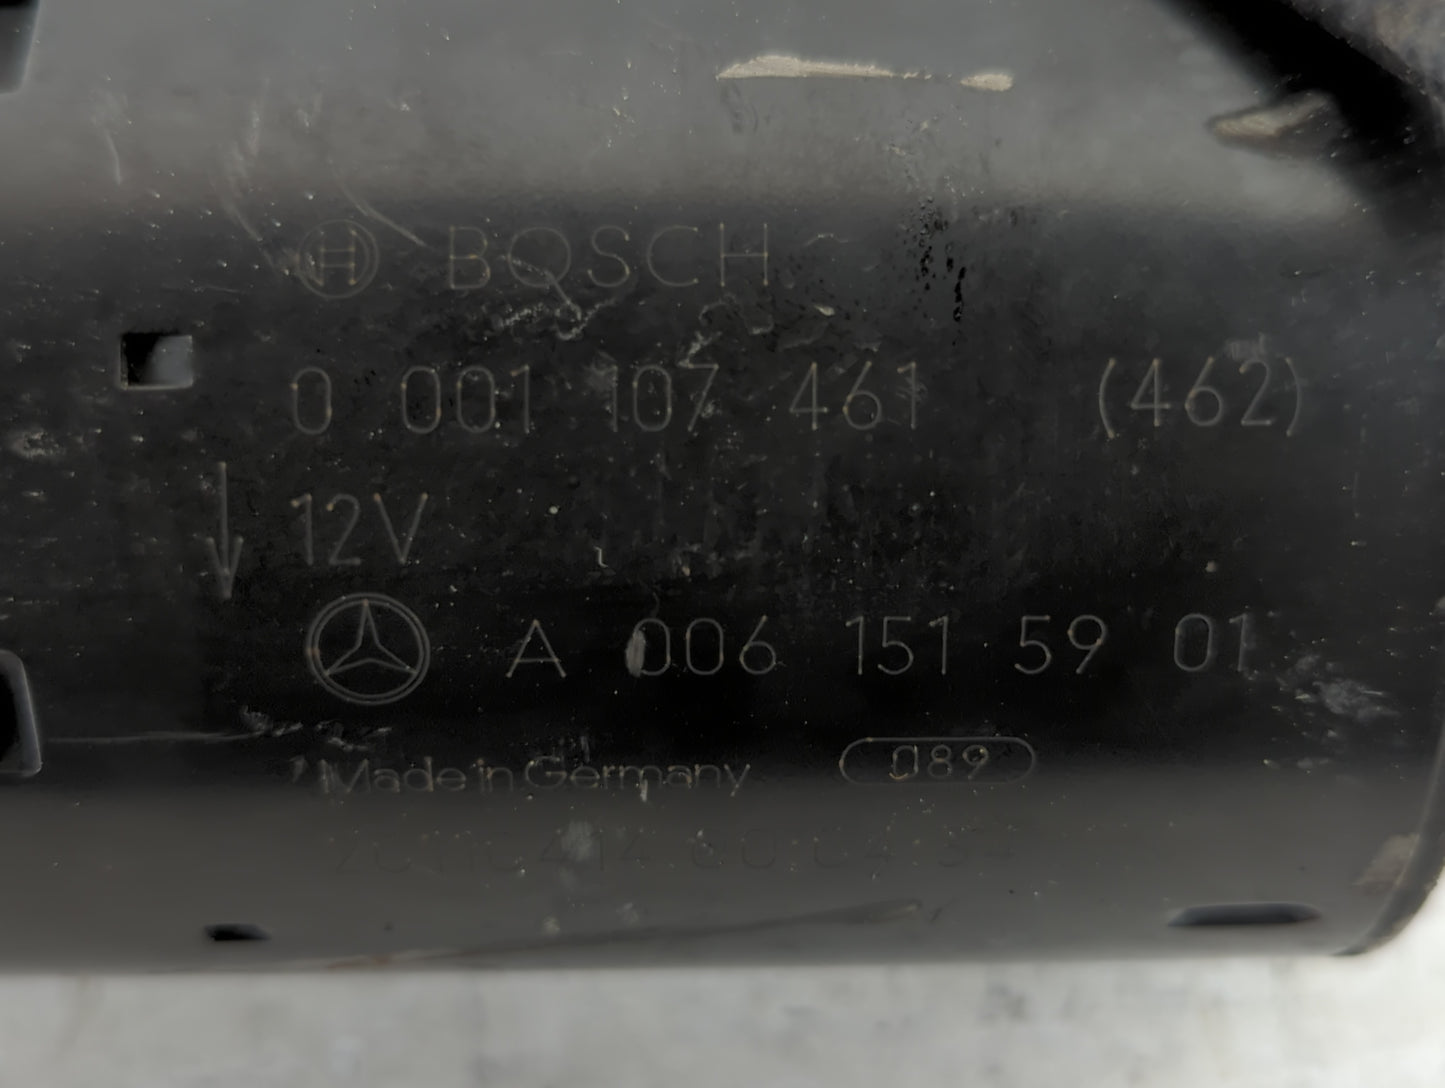 BOSCH
0 001 107 461 (462)
12V
A 006 151 59 01
Made in Germany 089